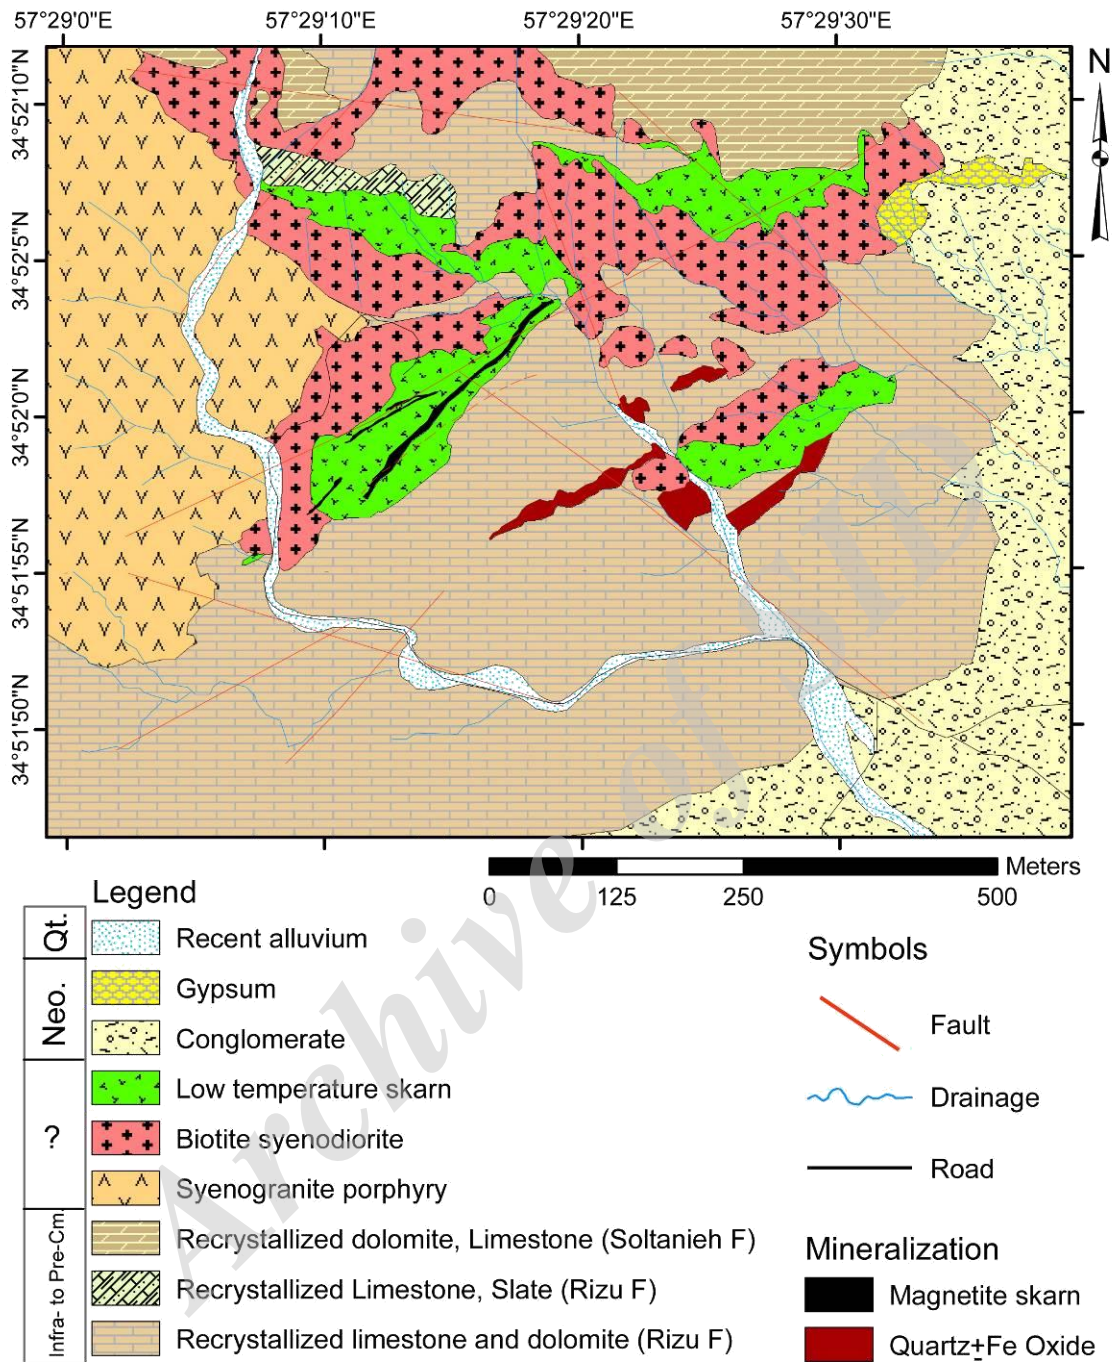 57°29'0"E 57°29'10"E 57°29'20"E 57°29'30"E
N
34°52'10"N
34°52'5"N
34°52'0"N
34°51'55"N
34°51'50"N
Meters
0 125 250 500
Legend
Qt.
Recent alluvium
Neo.
Gypsum
Conglomerate
?
Low temperature skarn
Biotite syenodiorite
Syenogranite porphyry
Infra- to Pre-Cm.
Recrystallized dolomite, Limestone (Soltanieh F)
Recrystallized Limestone, Slate (Rizu F)
Recrystallized limestone and dolomite (Rizu F)
Symbols
Fault
Drainage
Road
Mineralization
Magnetite skarn
Quartz±Fe Oxide
Archive of SID